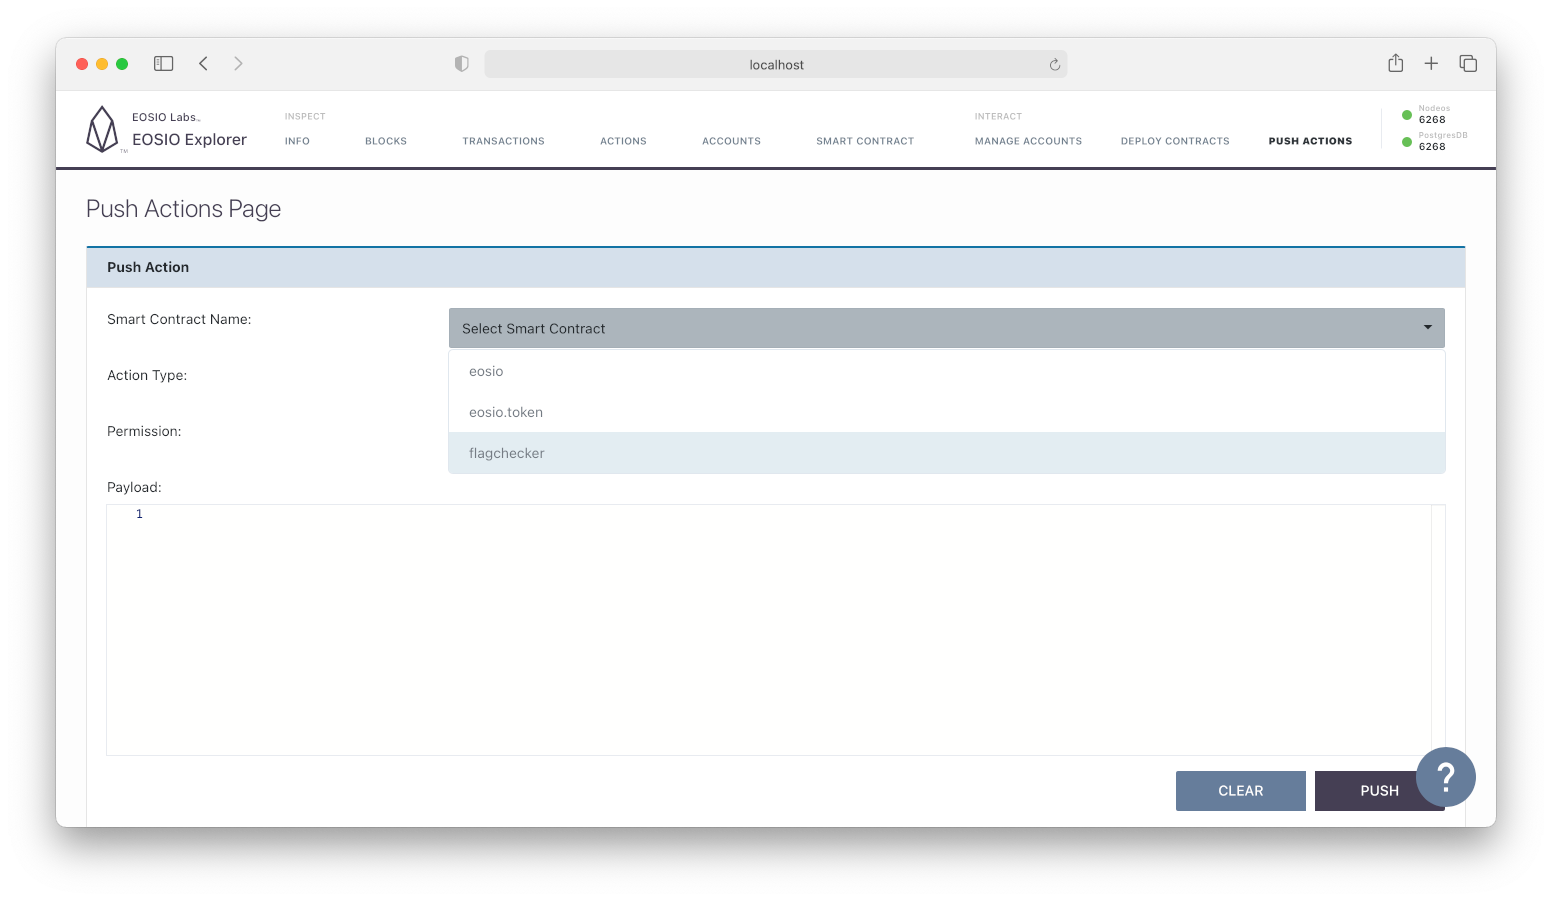 localhost
EOSIO Labs™
EOSIO Explorer
TM
INSPECT
INFO BLOCKS TRANSACTIONS ACTIONS ACCOUNTS SMART CONTRACT
INTERACT
MANAGE ACCOUNTS DEPLOY CONTRACTS PUSH ACTIONS
Nodeos
6268
PostgresDB
6268
Push Actions Page
Push Action
Smart Contract Name:
Select Smart Contract
eosio
eosio.token
flagchecker
Action Type:
Permission:
Payload:
1
CLEAR PUSH ?